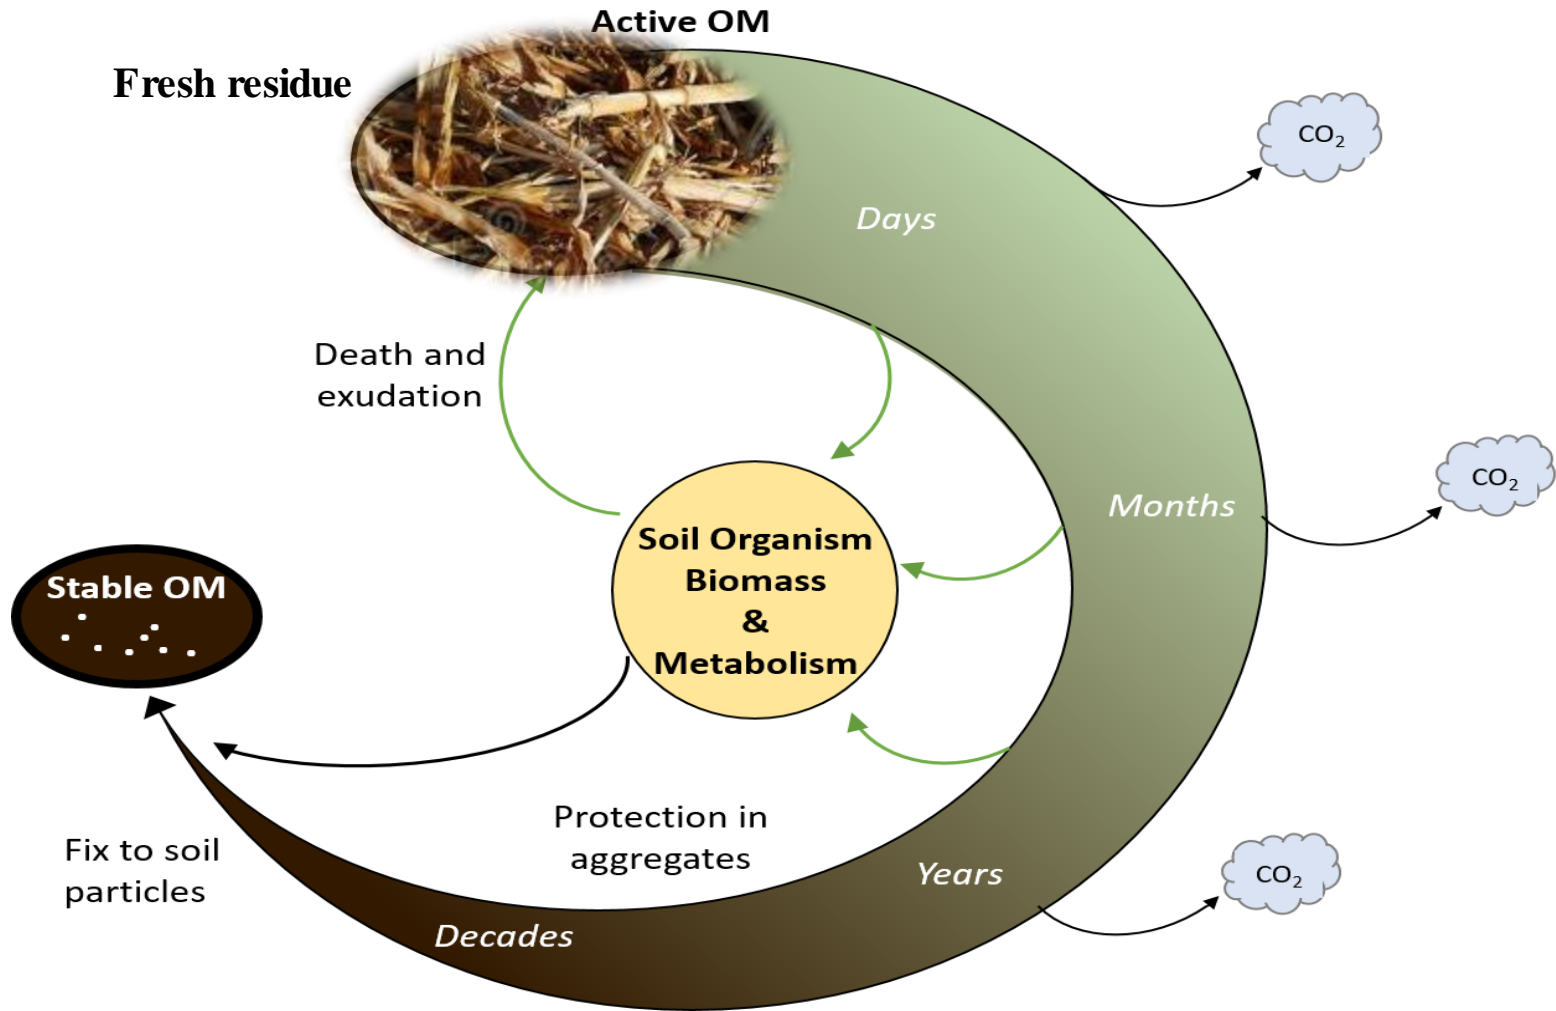 Active OM
Fresh residue
CO₂
Days
Death and
exudation
CO₂
Months
Soil Organism
Biomass
&
Metabolism
Stable OM
Protection in
aggregates
Fix to soil
particles
Years
CO₂
Decades